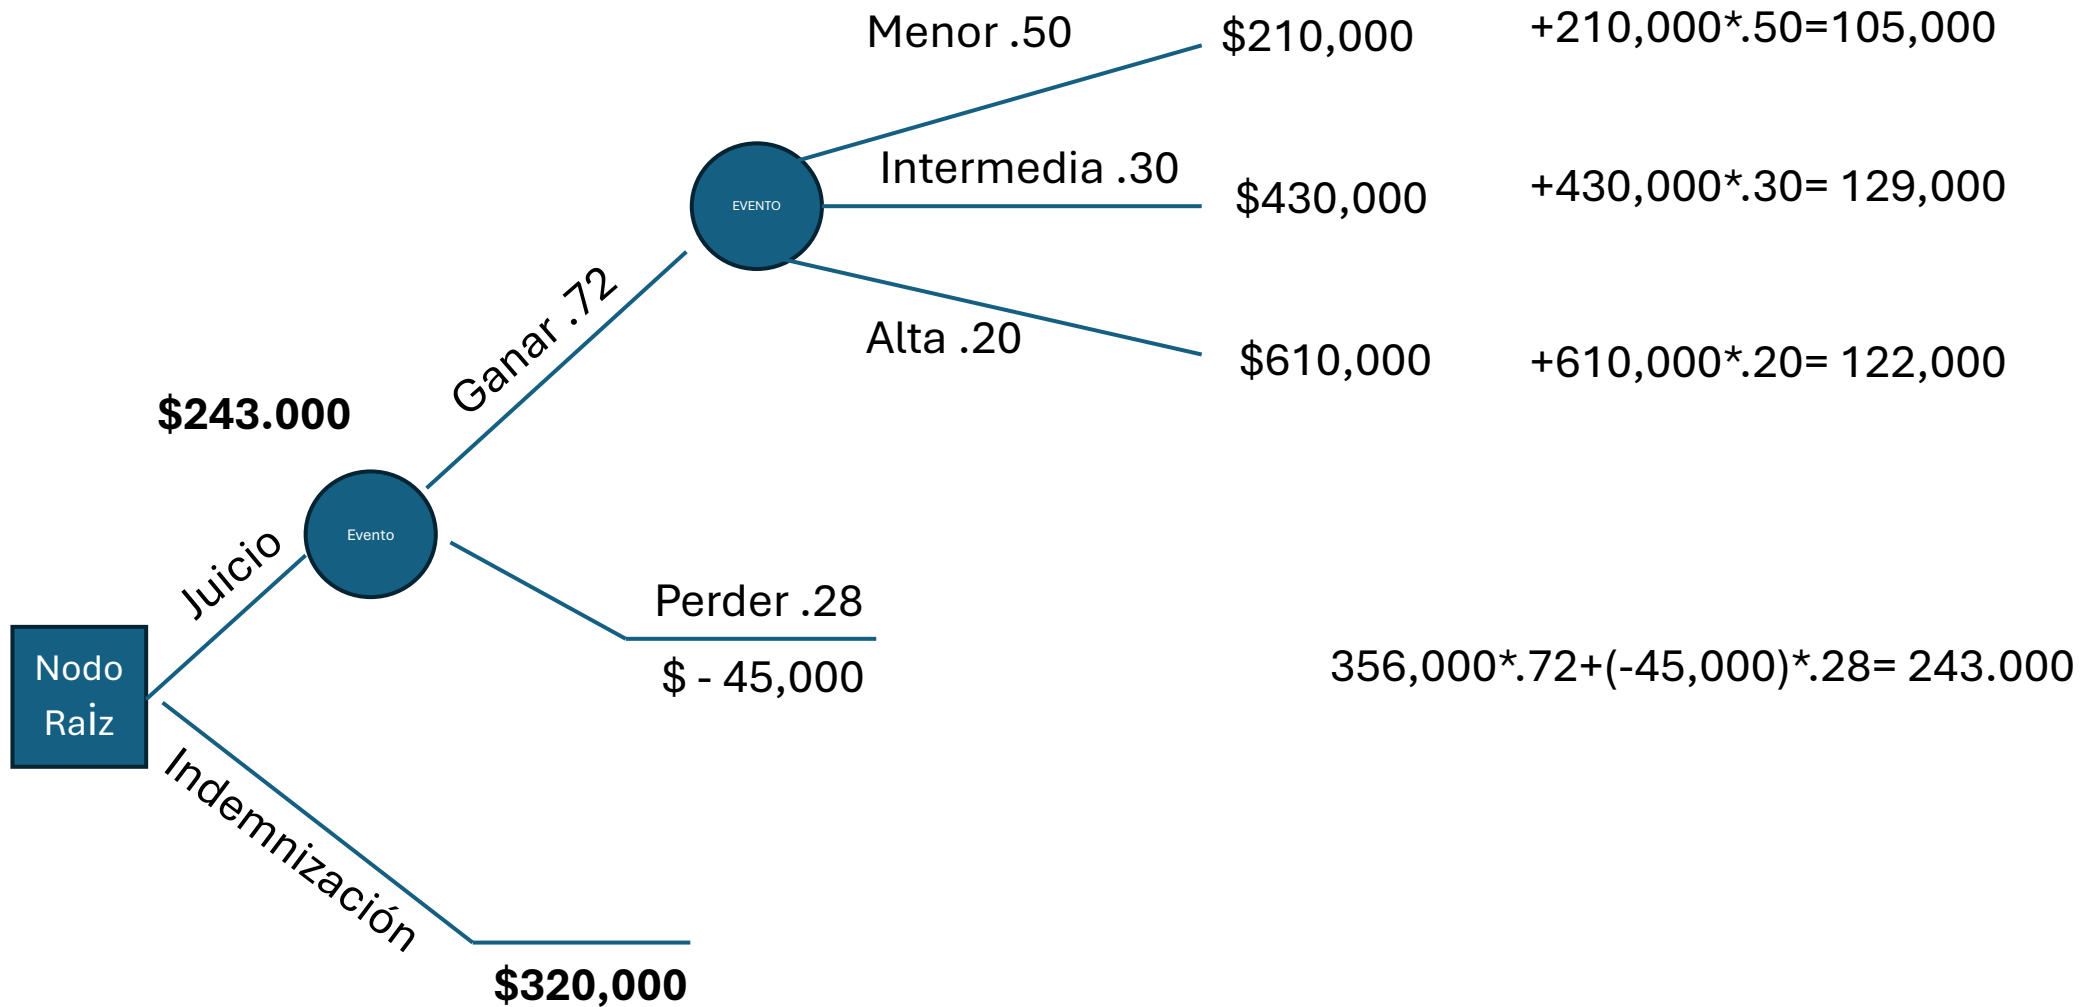 Menor .50
$210,000
+210,000*.50=105,000
Intermedia .30
$430,000
+430,000*.30= 129,000
EVENTO
Ganar .72
Alta .20
$610,000
+610,000*.20= 122,000
$243.000
Evento
Juicio
Perder .28
$ - 45,000
356,000*.72+(-45,000)*.28= 243.000
Nodo
Raiz
Indemnización
$320,000